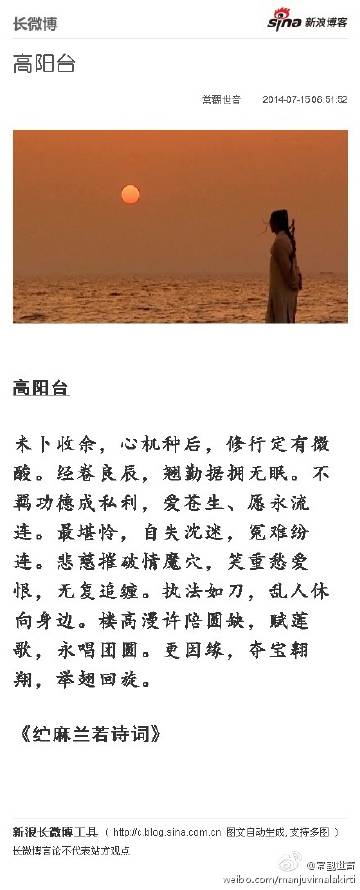 长微博
sina 新浪博客
高阳台
常翻世音 2014-07-15 06:51:52
高阳台
未卜收余，心机种后，修行定有微
酸。经卷良辰，翘勤据拥无眠。不
羁功德成私利，爱苍生、愿永流
连。最堪怜，自失沈迷，冤难纷
连。悲慈摧破情魔穴，笑重愁爱
恨，无复追缠。执法如刀，乱人休
向身边。楼高漫许陪圆缺，赋莲
歌，永唱团圆。更因缘，夺宝翱
翔，举翅回旋。
《纻麻兰若诗词》
新浪长微博工具 ( http://c.blog.sina.com.cn 图文自动生成,支持多图 )
长微博言论不代表站方观点
weibo.com/manjuvimalakirti